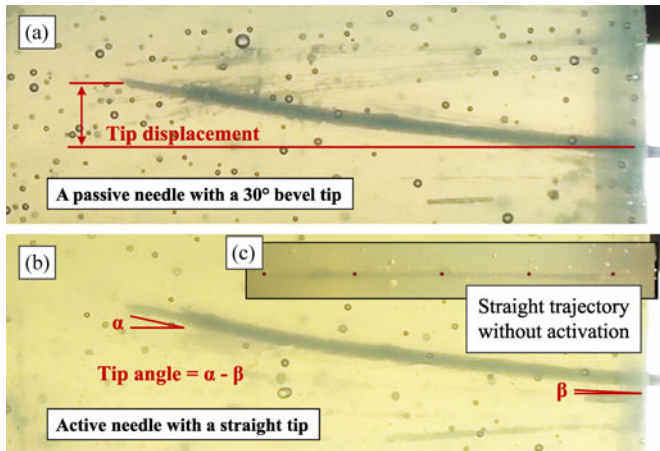 (a)
Tip displacement
A passive needle with a 30° bevel tip
(b)
(c)
α
Straight trajectory
without activation
Tip angle = α - β
β
Active needle with a straight tip